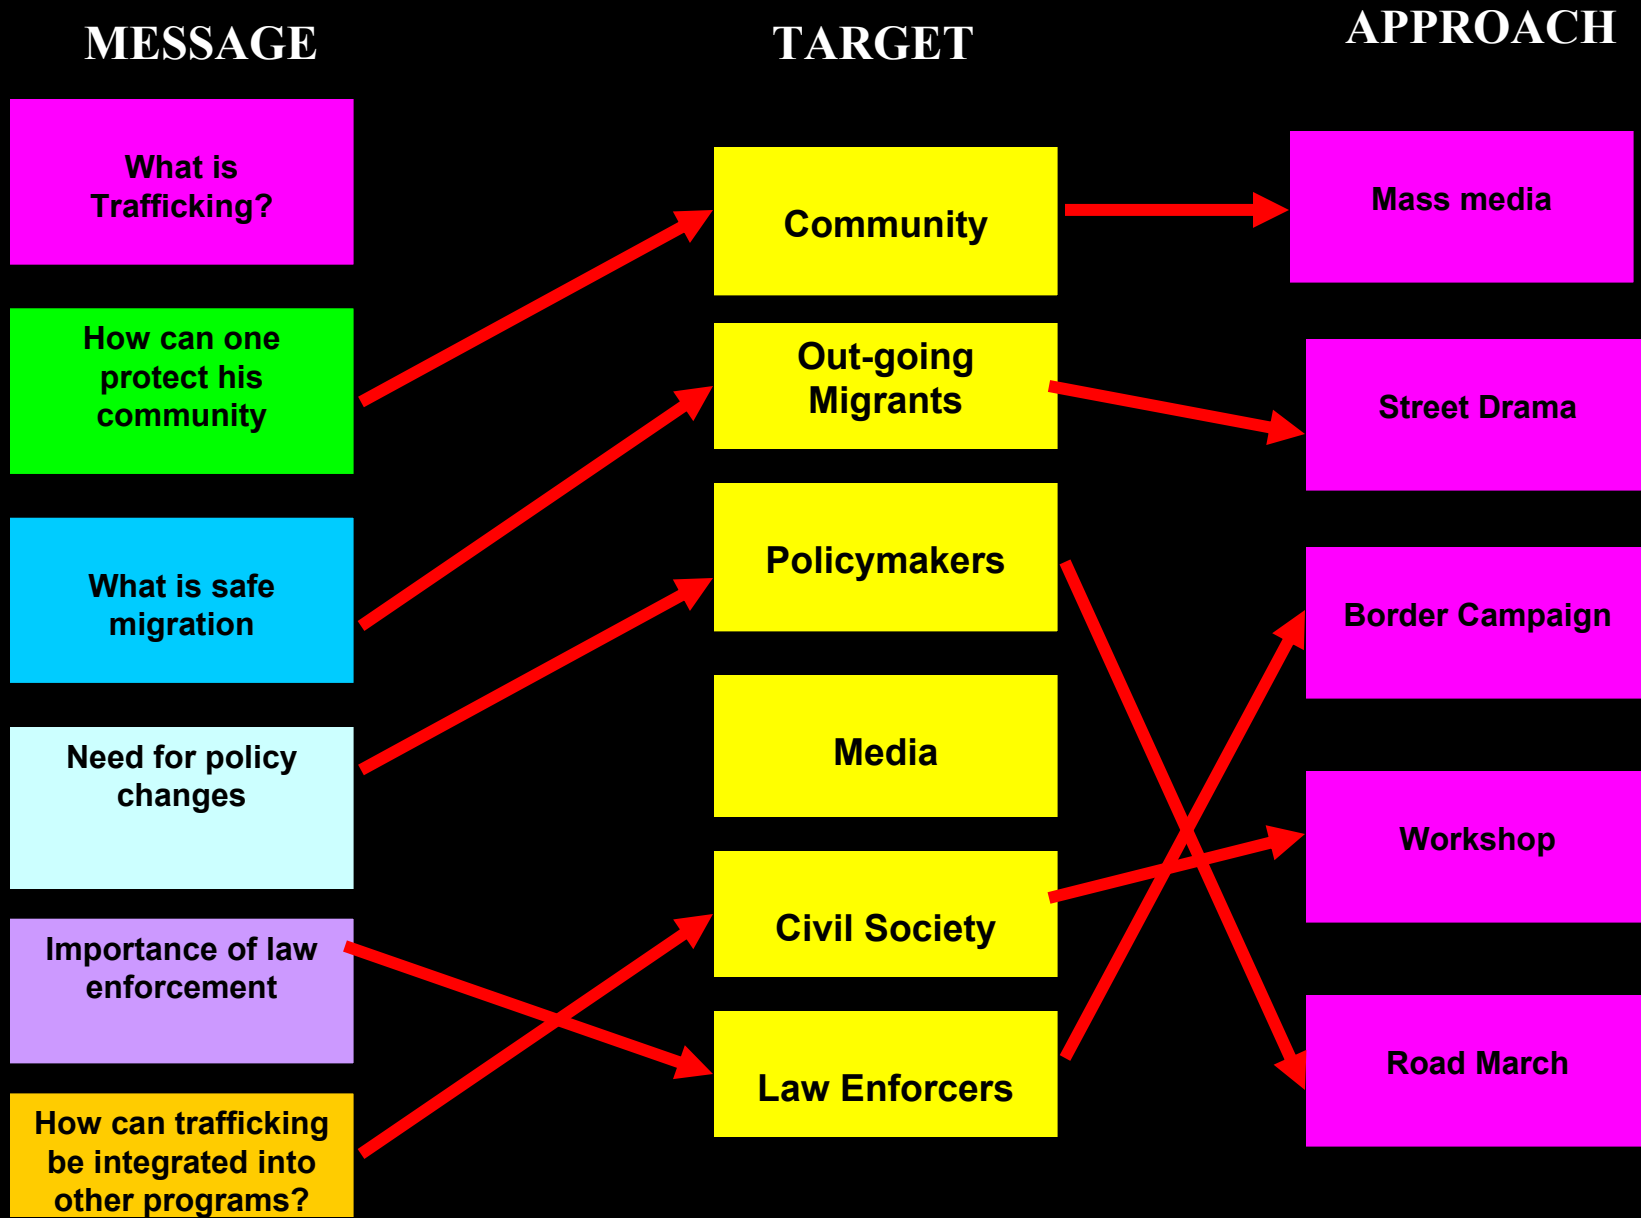 MESSAGE
TARGET
APPROACH
What is
Trafficking?
How can one
protect his
community
What is safe
migration
Need for policy
changes
Importance of law
enforcement
How can trafficking
be integrated into
other programs?
Community
Out-going
Migrants
Policymakers
Media
Civil Society
Law Enforcers
Mass media
Street Drama
Border Campaign
Workshop
Road March